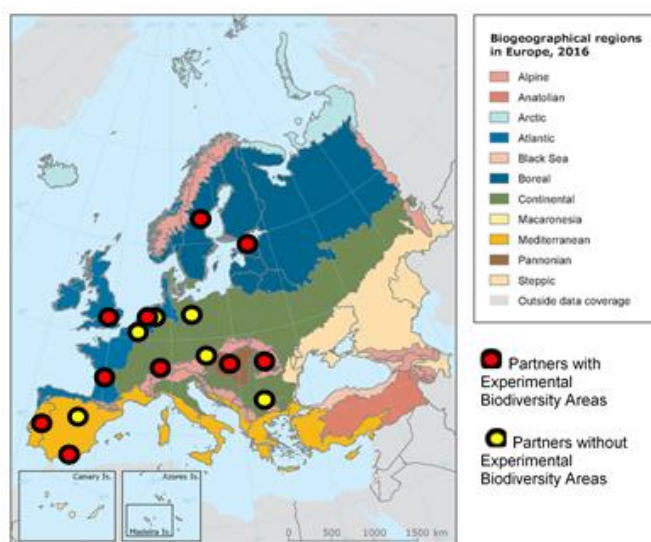 Biogeographical regions
in Europe, 2016
Alpine
Anatolian
Arctic
Atlantic
Black Sea
Boreal
Continental
Macaronesia
Mediterranean
Pannonian
Steppic
Outside data coverage
Partners with
Experimental
Biodiversity Areas
Partners without
Experimental
Biodiversity Areas
Canary Is.
Azores Is.
Madeira Is.
0 500 1000 1500 km